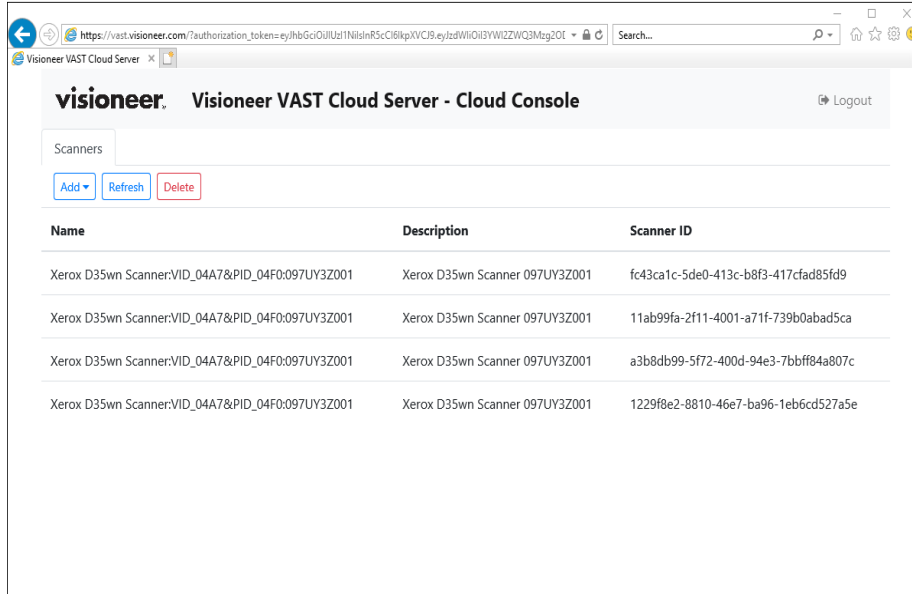 https://vast.visioneer.com/?authorization_token= Search...
Visioneer VAST Cloud Server
visioneer Visioneer VAST Cloud Server - Cloud Console Logout
Scanners
Add Refresh Delete
Name Description Scanner ID
Xerox D35wn Scanner:VID_04A7&PID_04F0:097UY3Z001 Xerox D35wn Scanner 097UY3Z001 fc43ca1c-5de0-413c-b8f3-417cfad85fd9
Xerox D35wn Scanner:VID_04A7&PID_04F0:097UY3Z001 Xerox D35wn Scanner 097UY3Z001 11ab99fa-2f11-4001-a71f-739b0abad5ca
Xerox D35wn Scanner:VID_04A7&PID_04F0:097UY3Z001 Xerox D35wn Scanner 097UY3Z001 a3b8db99-5f72-400d-94e3-7bbff84a807c
Xerox D35wn Scanner:VID_04A7&PID_04F0:097UY3Z001 Xerox D35wn Scanner 097UY3Z001 1229f8e2-8810-46e7-ba96-1eb6cd527a5e